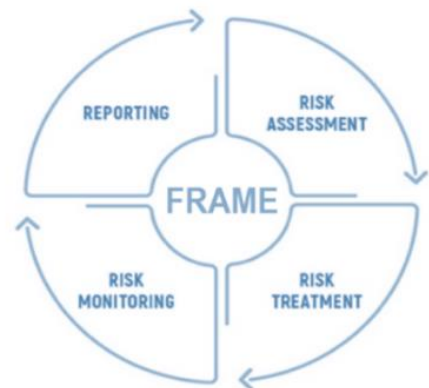 REPORTING
RISK
ASSESSMENT
FRAME
RISK
MONITORING
RISK
TREATMENT